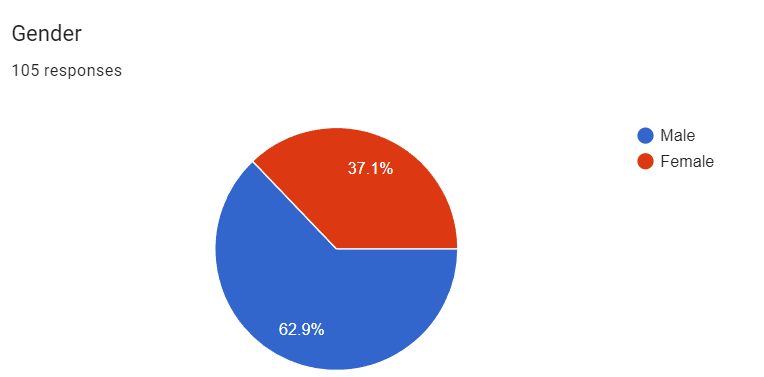 Gender
105 responses
Male
Female
37.1%
62.9%